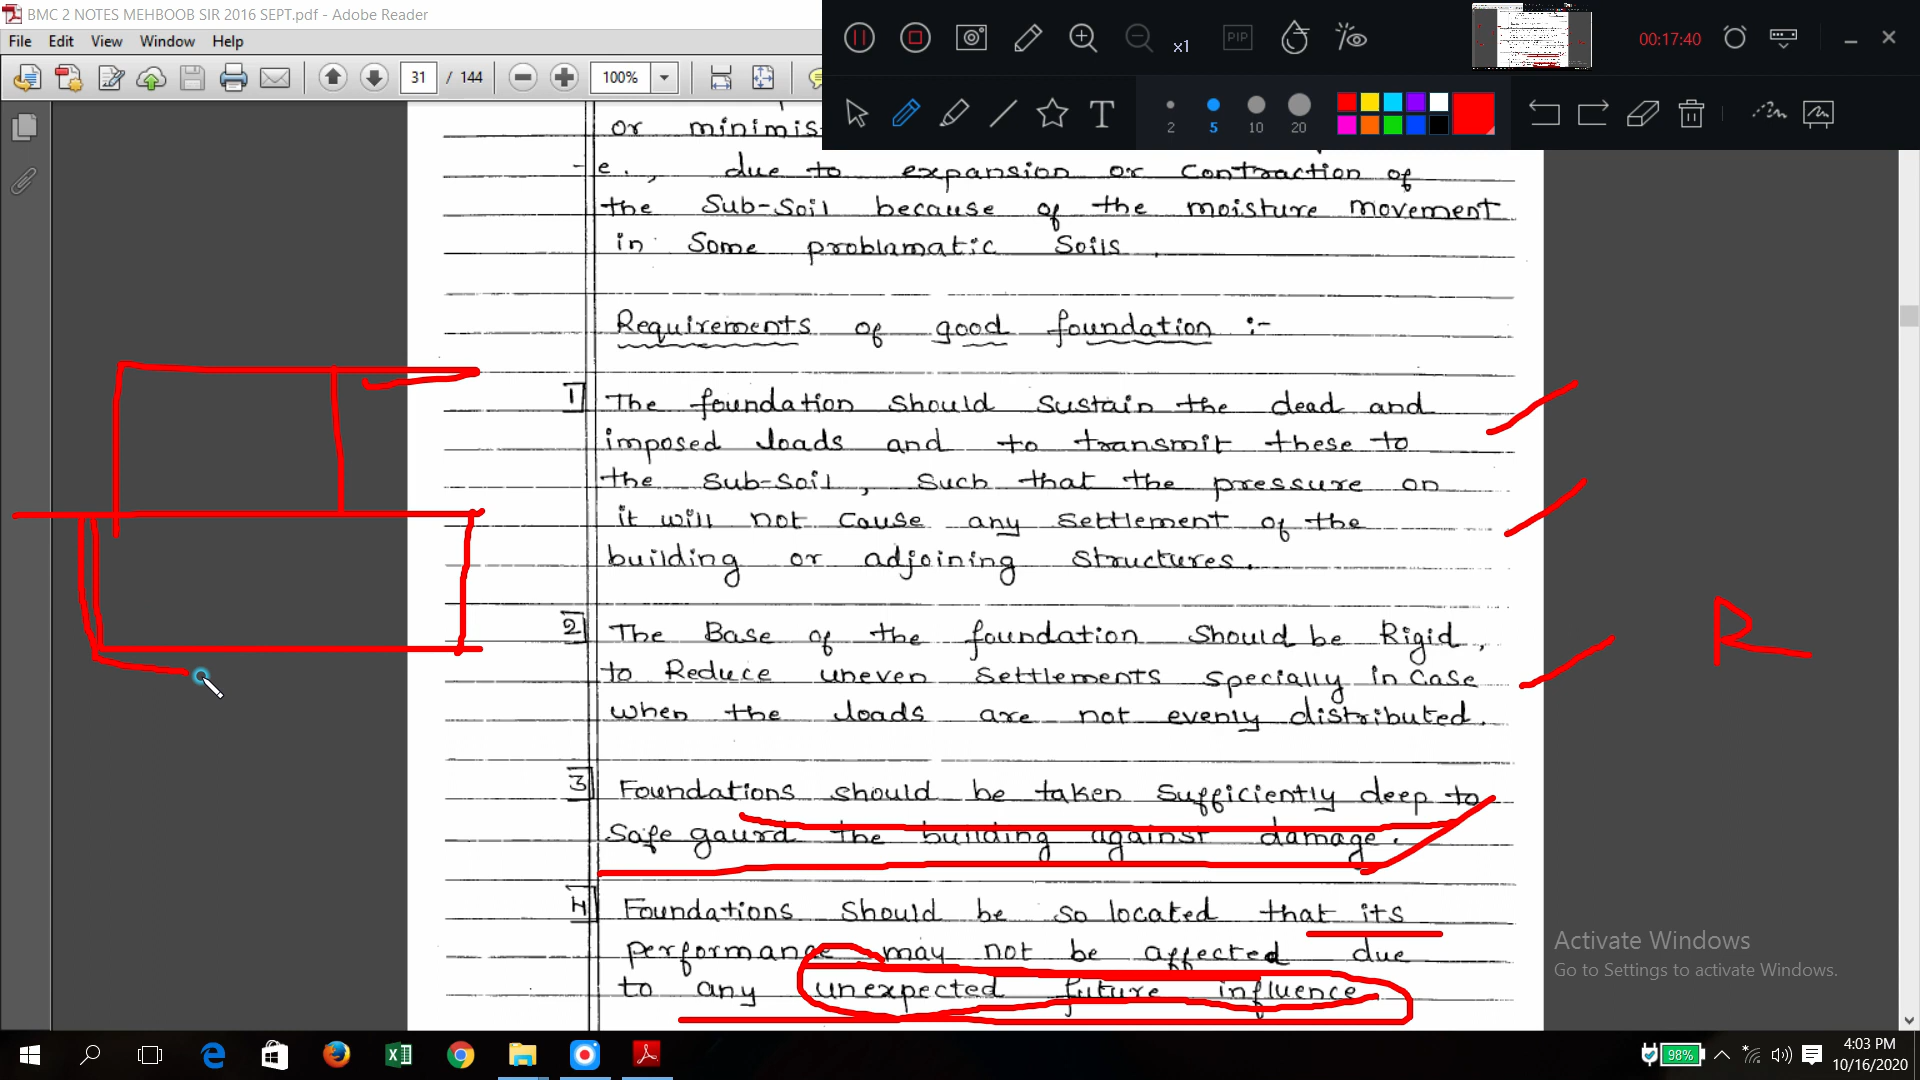 BMC 2 NOTES MEHBOOB SIR 2016 SEPT.pdf - Adobe Reader
File Edit View Window Help
31 / 144 100%
x1 PIP 00:17:40
T 2 5 10 20
or minimis
-e., due to expansion or contraction of
the Sub-Soil because of the moisture movement
in Some problamatic Soils.
Requirements of good foundation :-
1 The foundation should sustain the dead and
imposed loads and to transmit these to
the Sub-soil, such that the pressure on
it will not cause any settlement of the
building or adjoining structures.
2 The Base of the foundation should be Rigid,
to Reduce uneven settlements specially in case
when the loads are not evenly distributed.
R
3 Foundations should be taken sufficiently deep to
Safe gaurd the building against damage.
4 Foundations should be so located that its
performance may not be affected due
to any unexpected future influence
Activate Windows
Go to Settings to activate Windows.
98% 4:03 PM
10/16/2020